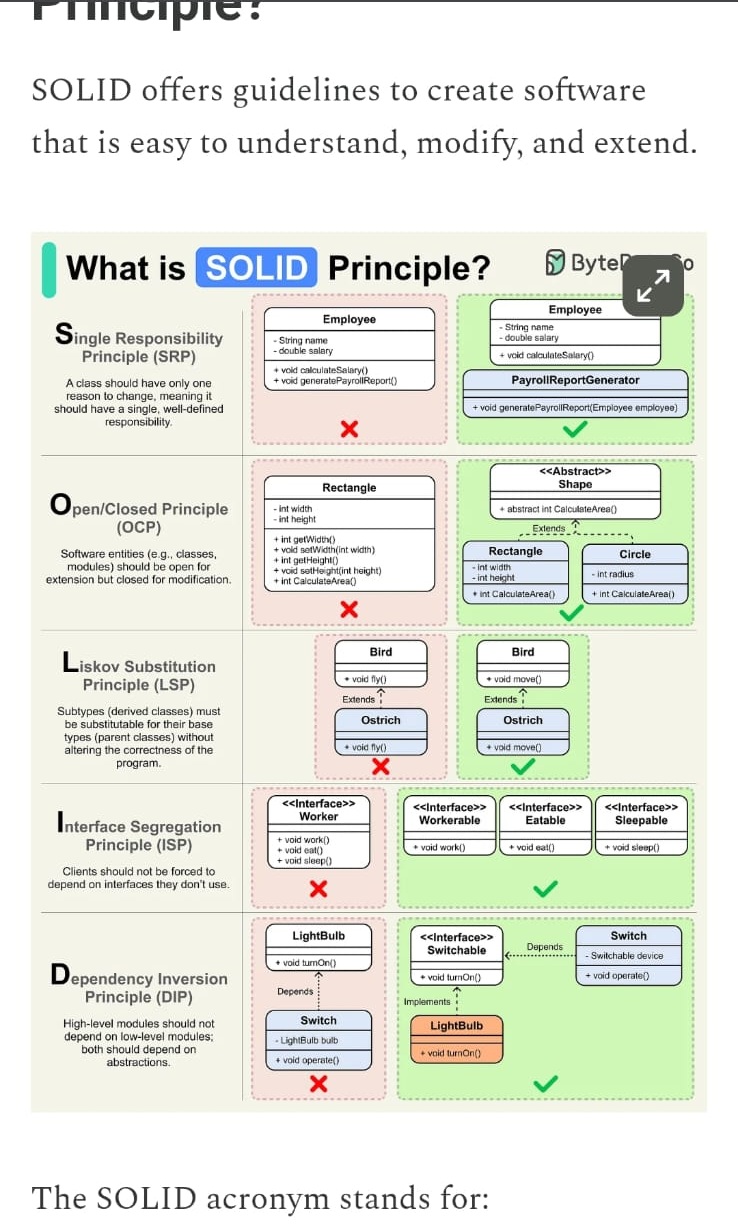 Principle?
SOLID offers guidelines to create software
that is easy to understand, modify, and extend.
What is SOLID Principle?
Single Responsibility
Principle (SRP)
A class should have only one
reason to change, meaning it
should have a single, well-defined
responsibility.
Employee
- String name
- double salary
+ void calculateSalary()
+ void generatePayrollReport()
Employee
- String name
- double salary
+ void calculateSalary()
PayrollReportGenerator
+ void generatePayrollReport(Employee employee)
Open/Closed Principle
(OCP)
Software entities (e.g., classes,
modules) should be open for
extension but closed for modification.
Rectangle
- int width
- int height
+ int getWidth()
+ void setWidth(int width)
+ int getHeight()
+ void setHeight(int height)
+ int CalculateArea()
<<Abstract>>
Shape
+ abstract int CalculateArea()
Extends
Rectangle
- int width
- int height
+ int CalculateArea()
Circle
- int radius
+ int CalculateArea()
Liskov Substitution
Principle (LSP)
Subtypes (derived classes) must
be substitutable for their base
types (parent classes) without
altering the correctness of the
program.
Bird
+ void fly()
Extends
Ostrich
+ void fly()
Bird
+ void move()
Extends
Ostrich
+ void move()
Interface Segregation
Principle (ISP)
Clients should not be forced to
depend on interfaces they don't use.
<<Interface>>
Worker
+ void work()
+ void eat()
+ void sleep()
<<Interface>>
Workerable
+ void work()
<<Interface>>
Eatable
+ void eat()
<<Interface>>
Sleepable
+ void sleep()
Dependency Inversion
Principle (DIP)
High-level modules should not
depend on low-level modules;
both should depend on
abstractions.
LightBulb
+ void turnOn()
Depends
Switch
- LightBulb bulb
+ void operate()
<<Interface>>
Switchable
+ void turnOn()
Implements
LightBulb
+ void turnOn()
Depends
Switch
- Switchable device
+ void operate()
The SOLID acronym stands for: